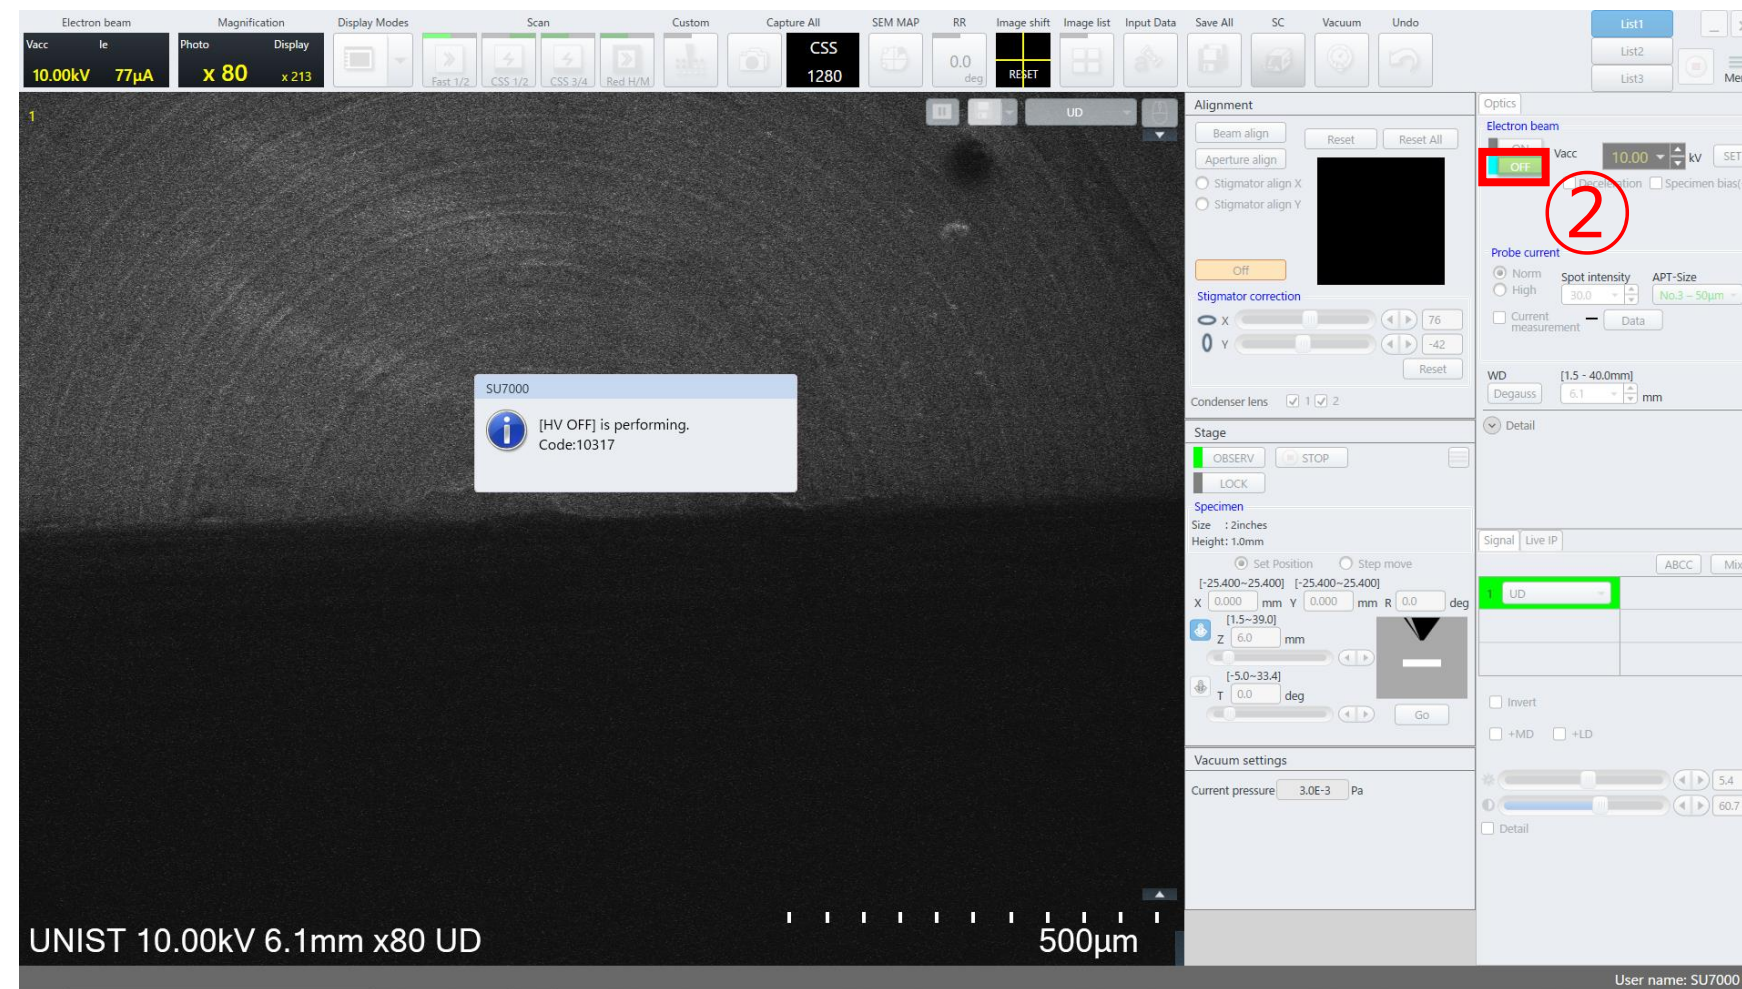 Electron beam
Magnification
Display Modes
Scan
Custom
Capture All
SEM MAP
RR
Image shift
Image list
Input Data
Save All
SC
Vacuum
Undo
Vacc Ie
10.00kV 77µA
Photo Display
x 80 x 213
Fast 1/2
CSS 1/2
CSS 3/4
Red H/M
CSS
1280
0.0
deg
RESET
List1
List2
List3
1
UD
SU7000
[HV OFF] is performing.
Code:10317
UNIST 10.00kV 6.1mm x80 UD
500µm
Alignment
Beam align
Reset
Reset All
Aperture align
Stigmator align X
Stigmator align Y
Off
Stigmator correction
X 76
Y -42
Reset
Condenser lens 1 2
Stage
OBSERV
STOP
LOCK
Specimen
Size : 2inches
Height: 1.0mm
Set Position Step move
[-25.400~25.400] [-25.400~25.400]
X 0.000 mm Y 0.000 mm R 0.0 deg
[1.5~39.0]
Z 6.0 mm
[-5.0~33.4]
T 0.0 deg
Go
Vacuum settings
Current pressure 3.0E-3 Pa
Optics
Electron beam
ON
OFF
Vacc 10.00 kV SET
Deceleration Specimen bias(
2
Probe current
Norm
High
Spot intensity APT-Size
30.0 No.3 – 50µm
Current
measurement
Data
WD [1.5 - 40.0mm]
Degauss 6.1 mm
Detail
Signal Live IP
ABCC
Mix
1 UD
Invert
+MD +LD
5.4
60.7
Detail
User name: SU7000